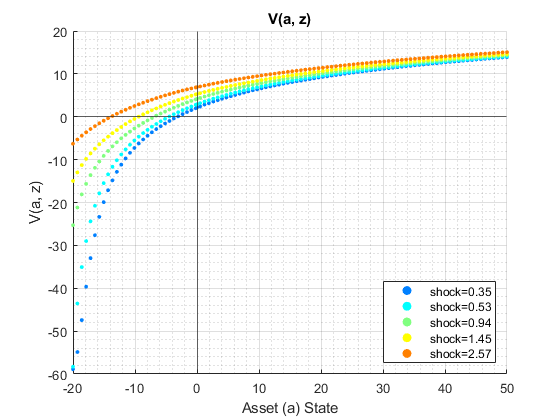 V(a, z)
20
10
0
-10
-20
-30
-40
-50
-60
V(a, z)
shock=0.35
shock=0.53
shock=0.94
shock=1.45
shock=2.57
-20 -10 0 10 20 30 40 50
Asset (a) State